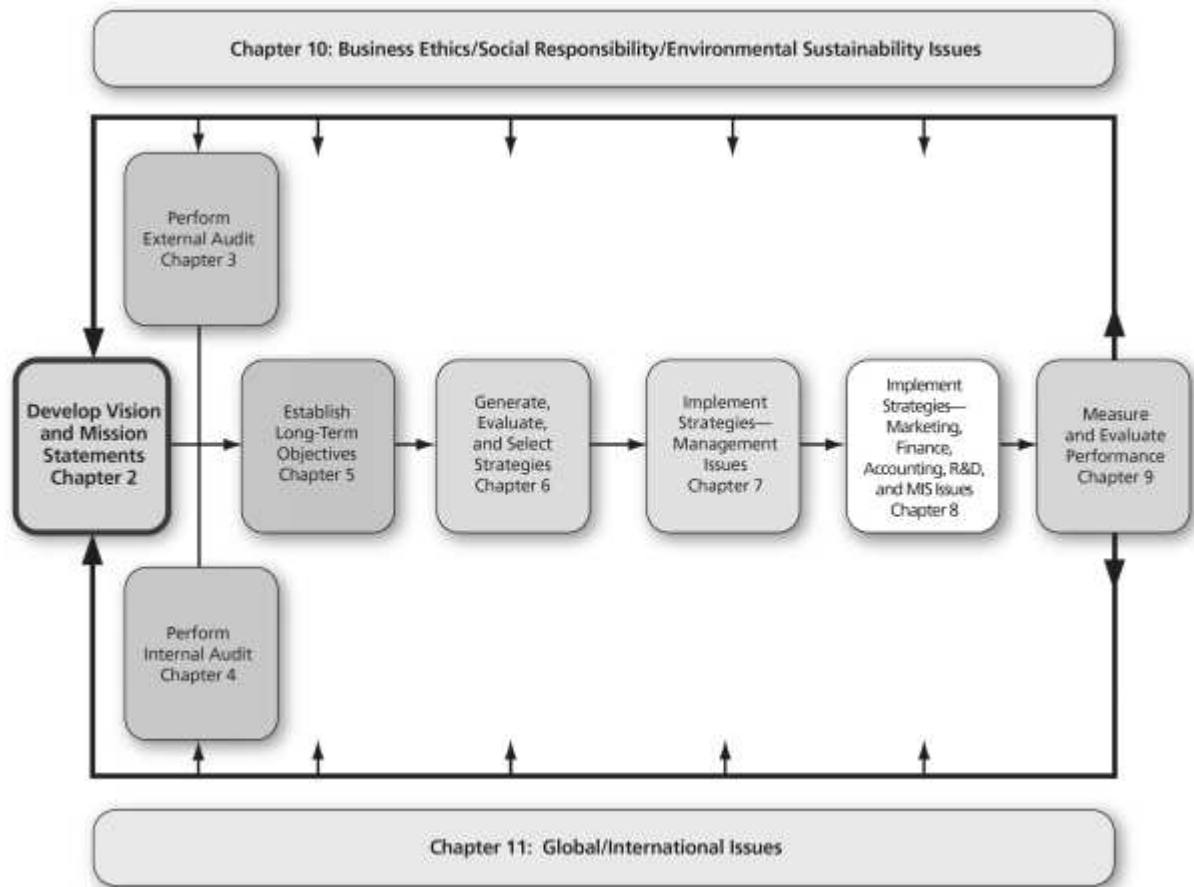 Chapter 10: Business Ethics/Social Responsibility/Environmental Sustainability Issues
Perform
External Audit
Chapter 3
Develop Vision
and Mission
Statements
Chapter 2
Establish
Long-Term
Objectives
Chapter 5
Generate,
Evaluate,
and Select
Strategies
Chapter 6
Implement
Strategies—
Management
Issues
Chapter 7
Implement
Strategies—
Marketing,
Finance,
Accounting, R&D,
and MIS Issues
Chapter 8
Measure
and Evaluate
Performance
Chapter 9
Perform
Internal Audit
Chapter 4
Chapter 11: Global/International Issues